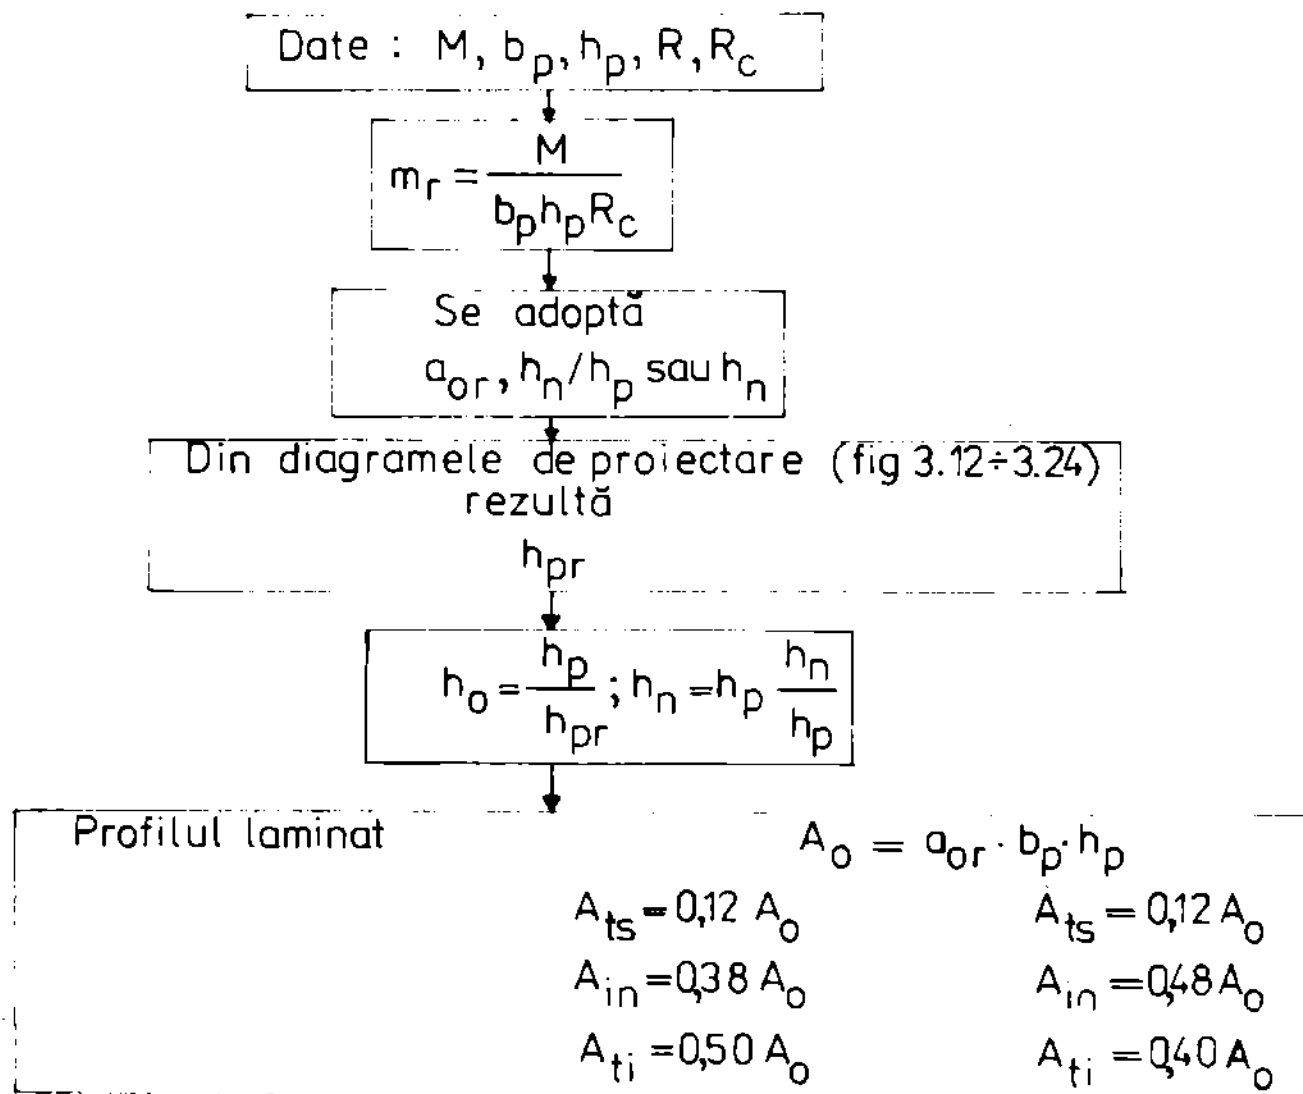 Date : M, b_p, h_p, R, R_c
m_r = M / (b_p h_p R_c)
Se adoptă
a_or, h_n/h_p sau h_n
Din diagramele de proiectare (fig 3.12÷3.24)
rezultă
h_pr
h_o = h_p / h_pr ; h_n = h_p h_n / h_p
Profilul laminat A_o = a_or · b_p · h_p
A_ts = 0,12 A_o A_ts = 0,12 A_o
A_in = 0,38 A_o A_in = 0,48 A_o
A_ti = 0,50 A_o A_ti = 0,40 A_o